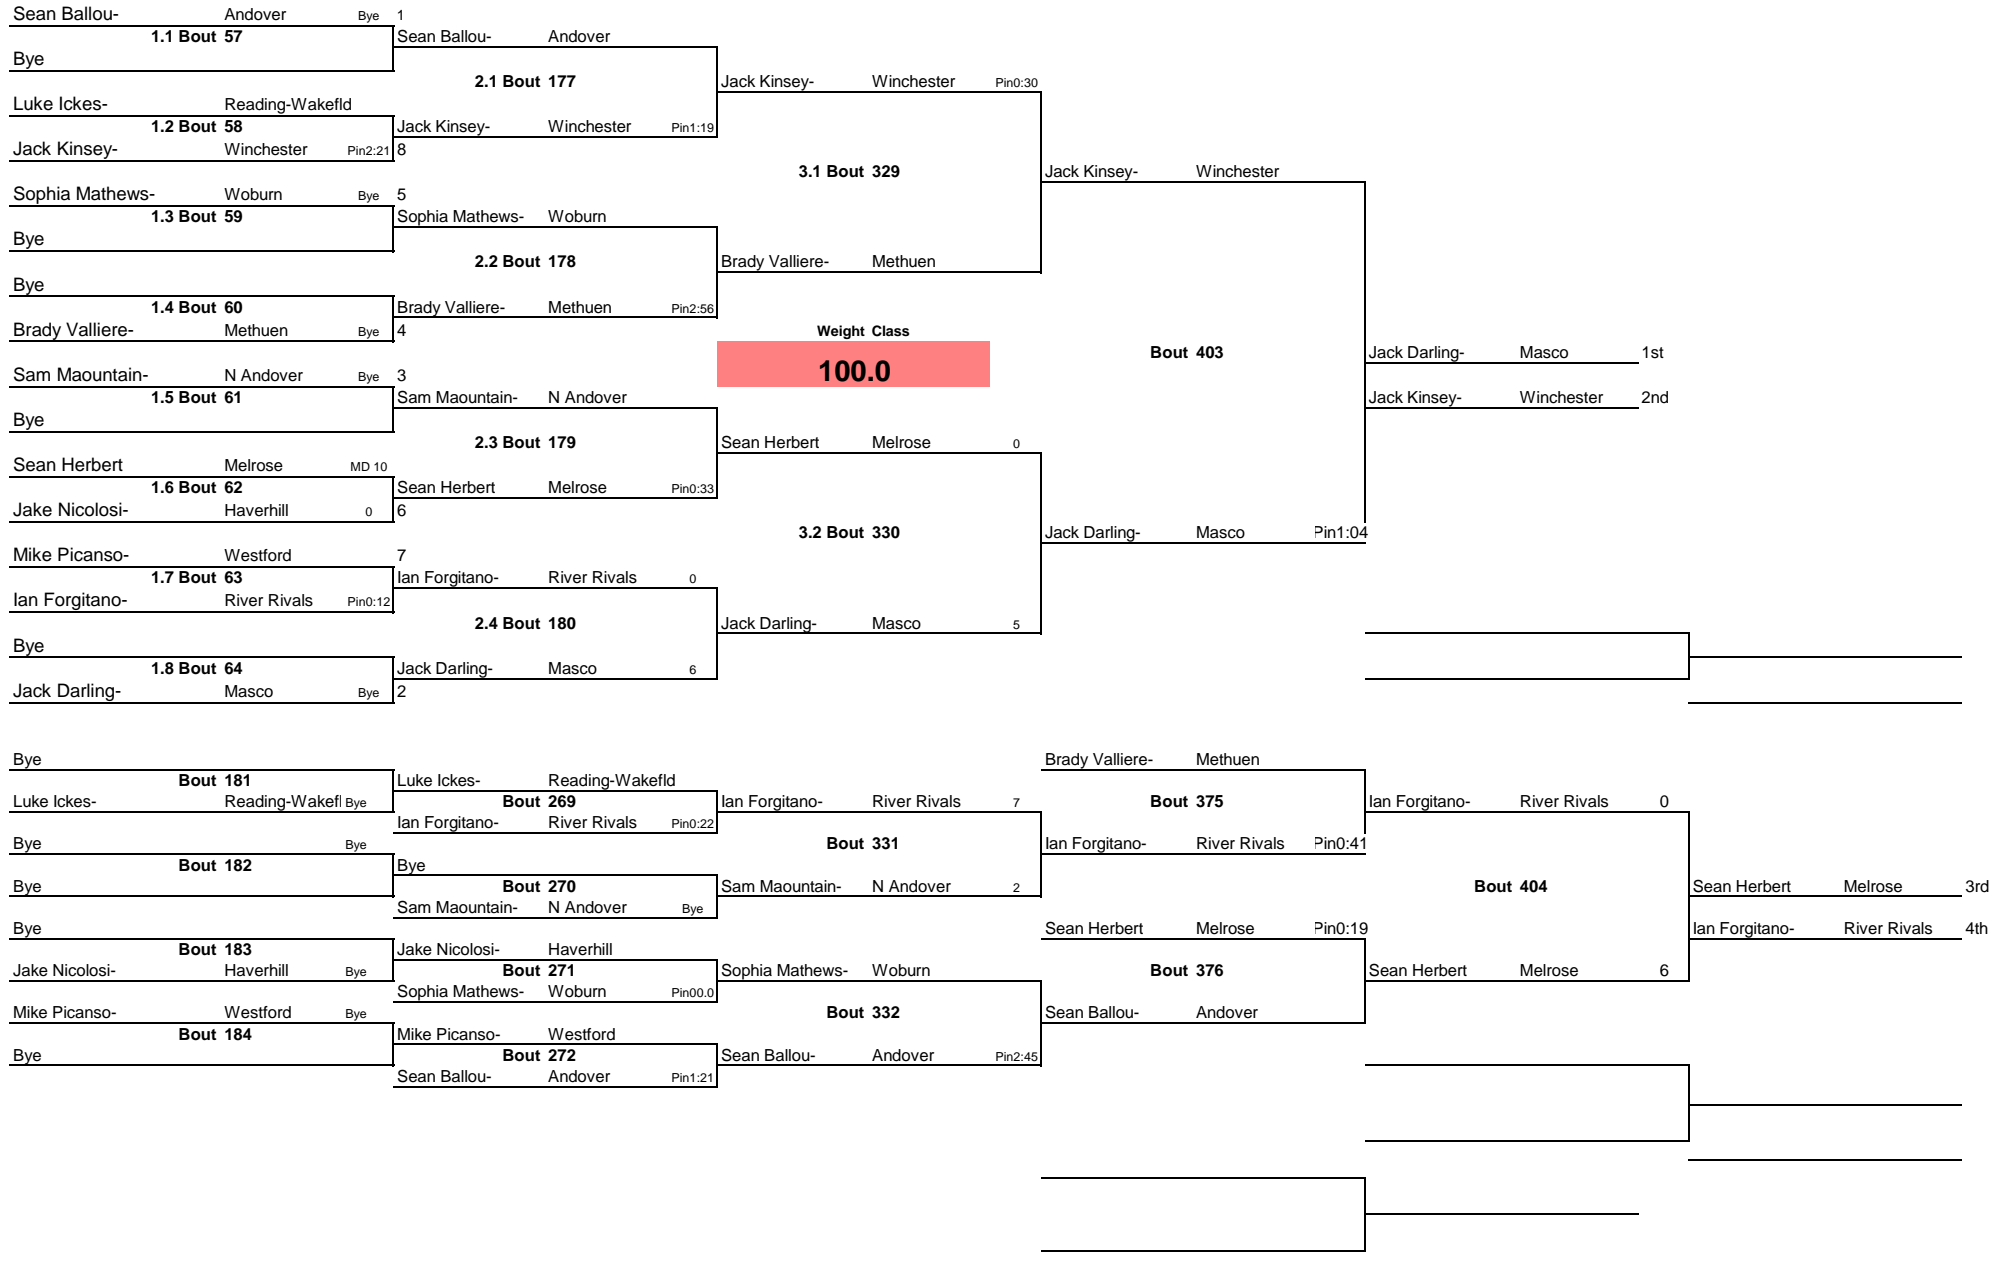 Sean Ballou- Andover Bye 1
1.1 Bout 57 Sean Ballou- Andover
Bye
2.1 Bout 177 Jack Kinsey- Winchester Pin0:30
Luke Ickes- Reading-Wakefld
1.2 Bout 58 Jack Kinsey- Winchester Pin1:19
Jack Kinsey- Winchester Pin2:21 8
3.1 Bout 329 Jack Kinsey- Winchester
Sophia Mathews- Woburn Bye 5
1.3 Bout 59 Sophia Mathews- Woburn
Bye
2.2 Bout 178 Brady Valliere- Methuen
Bye
1.4 Bout 60 Brady Valliere- Methuen Pin2:56
Brady Valliere- Methuen Bye 4 Weight Class
Bout 403 Jack Darling- Masco 1st
Sam Maountain- N Andover Bye 3 100.0
1.5 Bout 61 Sam Maountain- N Andover Jack Kinsey- Winchester 2nd
Bye
2.3 Bout 179 Sean Herbert Melrose 0
Sean Herbert Melrose MD 10
1.6 Bout 62 Sean Herbert Melrose Pin0:33
Jake Nicolosi- Haverhill 0 6
3.2 Bout 330 Jack Darling- Masco Pin1:04
Mike Picanso- Westford 7
1.7 Bout 63 Ian Forgitano- River Rivals 0
Ian Forgitano- River Rivals Pin0:12
2.4 Bout 180 Jack Darling- Masco 5
Bye
1.8 Bout 64 Jack Darling- Masco 6
Jack Darling- Masco Bye 2
Bye Brady Valliere- Methuen
Bout 181 Luke Ickes- Reading-Wakefld
Luke Ickes- Reading-Wakefl Bye Bout 269 Ian Forgitano- River Rivals 7 Bout 375 Ian Forgitano- River Rivals 0
Ian Forgitano- River Rivals Pin0:22
Bye Bye Bout 331 Ian Forgitano- River Rivals Pin0:41
Bout 182 Bye
Bye Bout 270 Sam Maountain- N Andover 2 Bout 404 Sean Herbert Melrose 3rd
Sam Maountain- N Andover Bye
Bye Sean Herbert Melrose Pin0:19 Ian Forgitano- River Rivals 4th
Bout 183 Jake Nicolosi- Haverhill
Jake Nicolosi- Haverhill Bye Bout 271 Sophia Mathews- Woburn Bout 376 Sean Herbert Melrose 6
Sophia Mathews- Woburn Pin00.0
Mike Picanso- Westford Bye Bout 332 Sean Ballou- Andover
Bout 184 Mike Picanso- Westford
Bye Bout 272 Sean Ballou- Andover Pin2:45
Sean Ballou- Andover Pin1:21